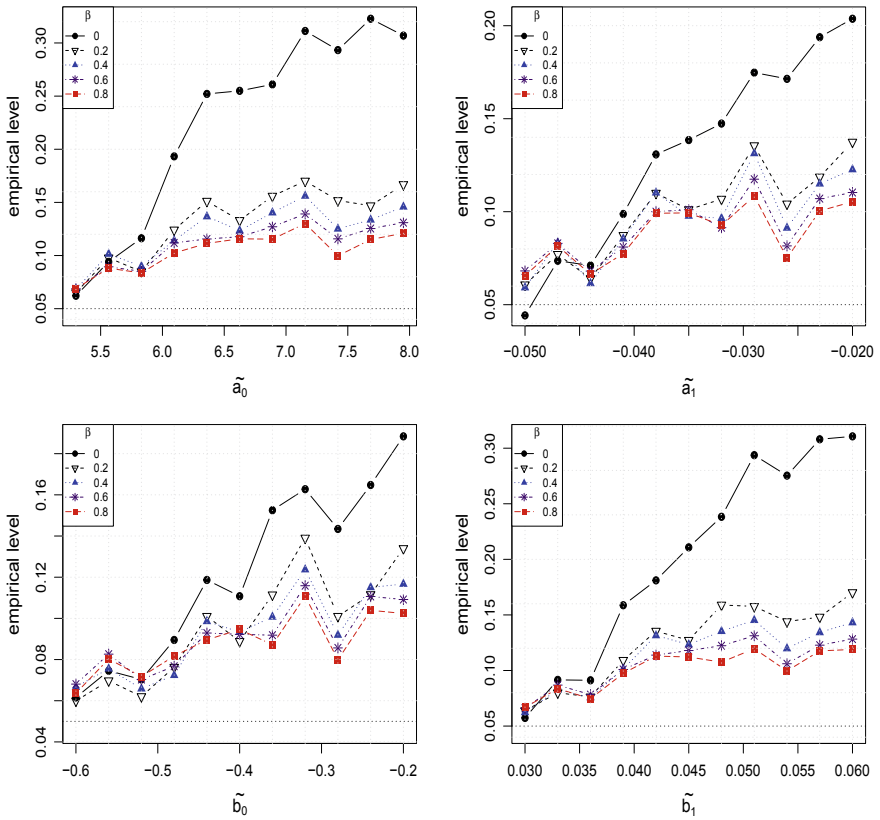 β
0
0.2
0.4
0.6
0.8
empirical level
0.05 0.10 0.15 0.20 0.25 0.30
5.5 6.0 6.5 7.0 7.5 8.0
ã₀
β
0
0.2
0.4
0.6
0.8
empirical level
0.05 0.10 0.15 0.20
−0.050 −0.040 −0.030 −0.020
ã₁
β
0
0.2
0.4
0.6
0.8
empirical level
0.04 0.08 0.12 0.16
−0.6 −0.5 −0.4 −0.3 −0.2
b̃₀
β
0
0.2
0.4
0.6
0.8
empirical level
0.05 0.10 0.15 0.20 0.25 0.30
0.030 0.035 0.040 0.045 0.050 0.055 0.060
b̃₁